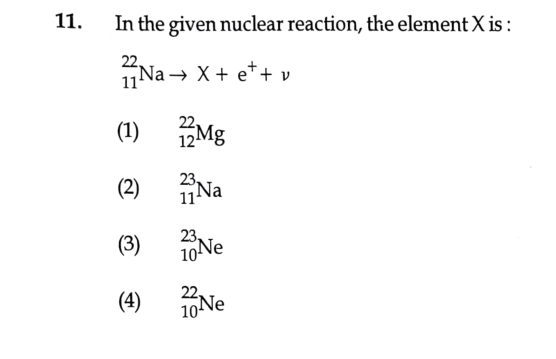 11. In the given nuclear reaction, the element X is :
²²₁₁Na → X + e⁺ + ν
(1) ²²₁₂Mg
(2) ²³₁₁Na
(3) ²³₁₀Ne
(4) ²²₁₀Ne